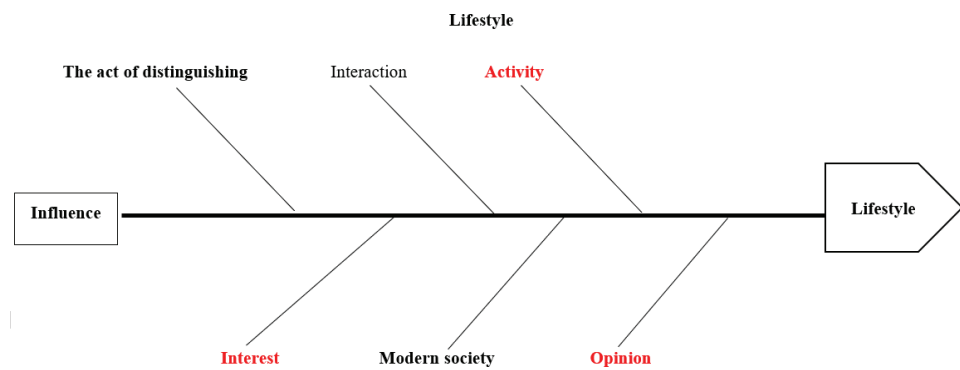 Lifestyle
The act of distinguishing
Interaction
Activity
Influence
Lifestyle
Interest
Modern society
Opinion